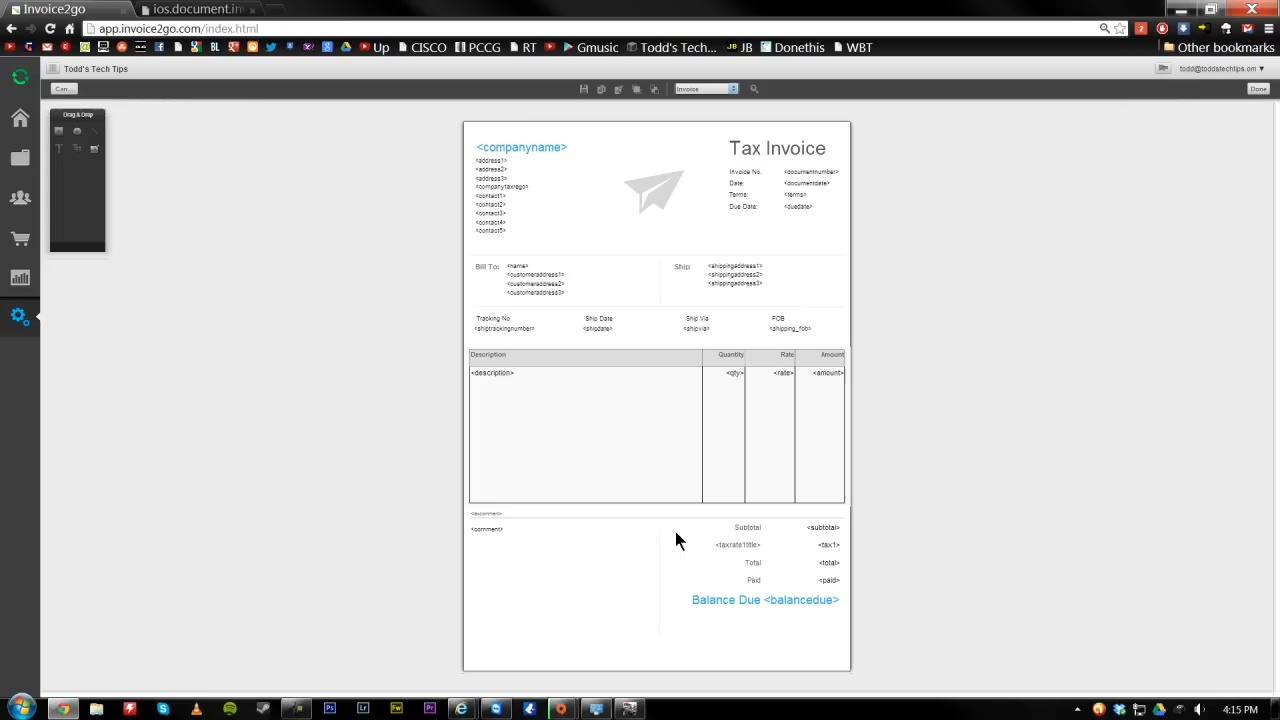 Invoice2go
ios.document.in
app.invoice2go.com/index.html
Up CISCO PCCG RT Gmusic Todd's Tech... JB Donethis WBT Other bookmarks
Todd's Tech Tips
todd@toddstechtips.om
Can...
Invoice
Done
Drag & Drop
<companyname>
Tax Invoice
<address1>
<address2>
<address3>
<companytaxrego>
<contact1>
<contact2>
<contact3>
<contact4>
<contact5>
Invoice No. <documentnumber>
Date: <documentdate>
Terms: <terms>
Due Date: <duedate>
Bill To: <name>
<customeraddress1>
<customeraddress2>
<customeraddress3>
Ship <shippingaddress1>
<shippingaddress2>
<shippingaddress3>
Tracking No Ship Date Ship Via FOB
<shiptrackingnumber> <shipdate> <shipvia> <shipping_fob>
Description Quantity Rate Amount
<description> <qty> <rate> <amount>
<comment>
Subtotal <subtotal>
<taxrate1title> <tax1>
Total <total>
Paid <paid>
Balance Due <balancedue>
4:15 PM